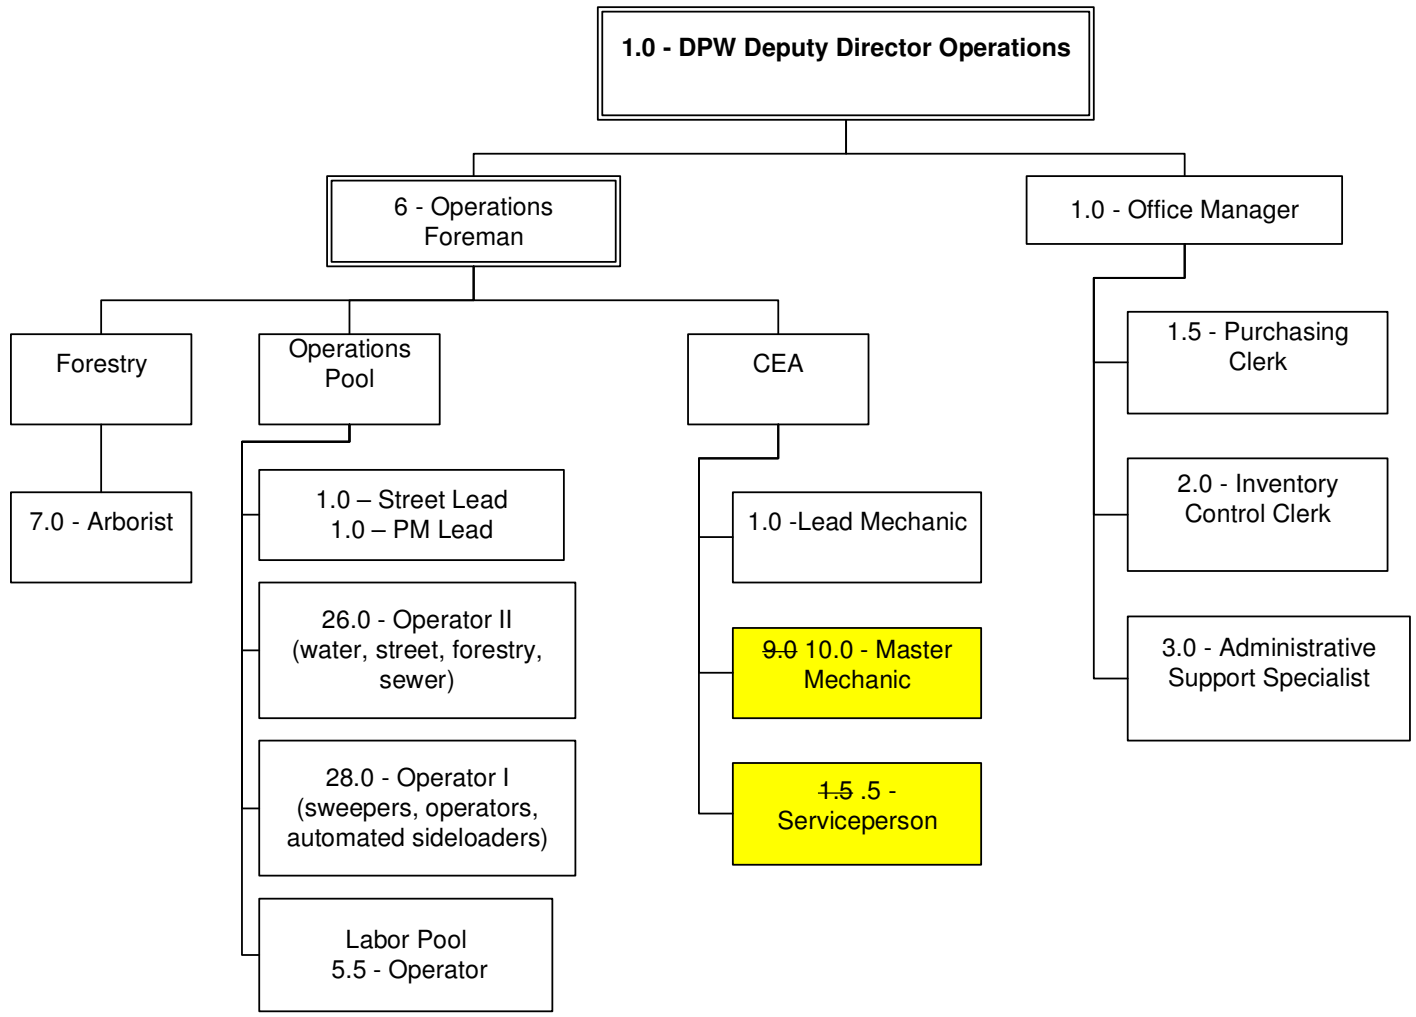 1.0 - DPW Deputy Director Operations
6 - Operations
Foreman
1.0 - Office Manager
Forestry
Operations
Pool
CEA
1.5 - Purchasing
Clerk
7.0 - Arborist
1.0 – Street Lead
1.0 – PM Lead
1.0 -Lead Mechanic
2.0 - Inventory
Control Clerk
26.0 - Operator II
(water, street, forestry,
sewer)
9.0 10.0 - Master
Mechanic
3.0 - Administrative
Support Specialist
28.0 - Operator I
(sweepers, operators,
automated sideloaders)
1.5 .5 -
Serviceperson
Labor Pool
5.5 - Operator